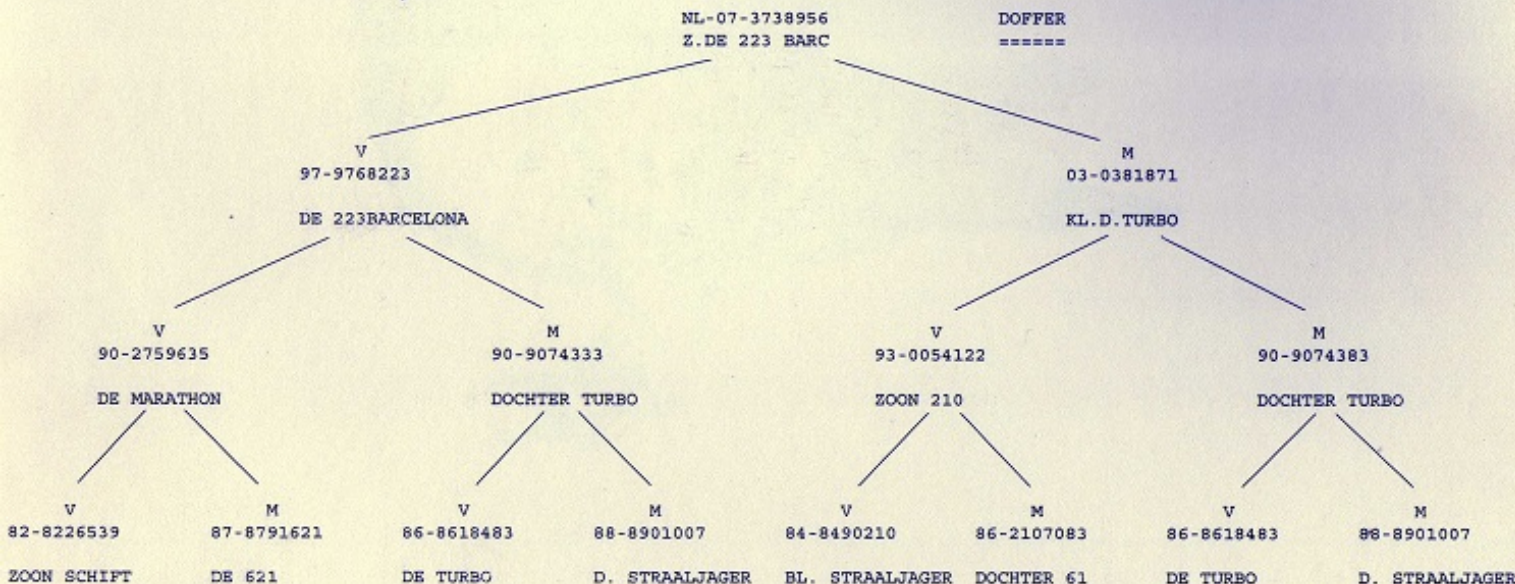 NL-07-3738956 DOFFER
Z.DE 223 BARC ======
V M
97-9768223 03-0381871
DE 223BARCELONA KL.D.TURBO
V M V M
90-2759635 90-9074333 93-0054122 90-9074383
DE MARATHON DOCHTER TURBO ZOON 210 DOCHTER TURBO
V M V M V M V M
82-8226539 87-8791621 86-8618483 88-8901007 84-8490210 86-2107083 86-8618483 88-8901007
ZOON SCHIFT DE 621 DE TURBO D. STRAALJAGER BL. STRAALJAGER DOCHTER 61 DE TURBO D. STRAALJAGER